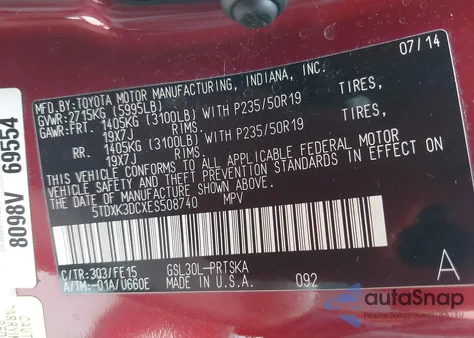 07/14
MFD.BY:TOYOTA MOTOR MANUFACTURING, INDIANA, INC.
GVWR:2715KG (5995LB)
GAWR:FRT. 1405KG (3100LB) WITH P235/50R19 TIRES,
19X7J RIMS,
RR. 1405KG (3100LB) WITH P235/50R19 TIRES,
19X7J RIMS,
THIS VEHICLE CONFORMS TO ALL APPLICABLE FEDERAL MOTOR
VEHICLE SAFETY AND THEFT PREVENTION STANDARDS IN EFFECT ON THE
DATE OF MANUFACTURE SHOWN ABOVE.
5TDXK3DCXES508740 MPV
C/TR:3Q3/FE15 GSL30L-PRTSKA
A/TM:-01A/U660E MADE IN U.S.A. 092 A
8098V 69554
autoSnap